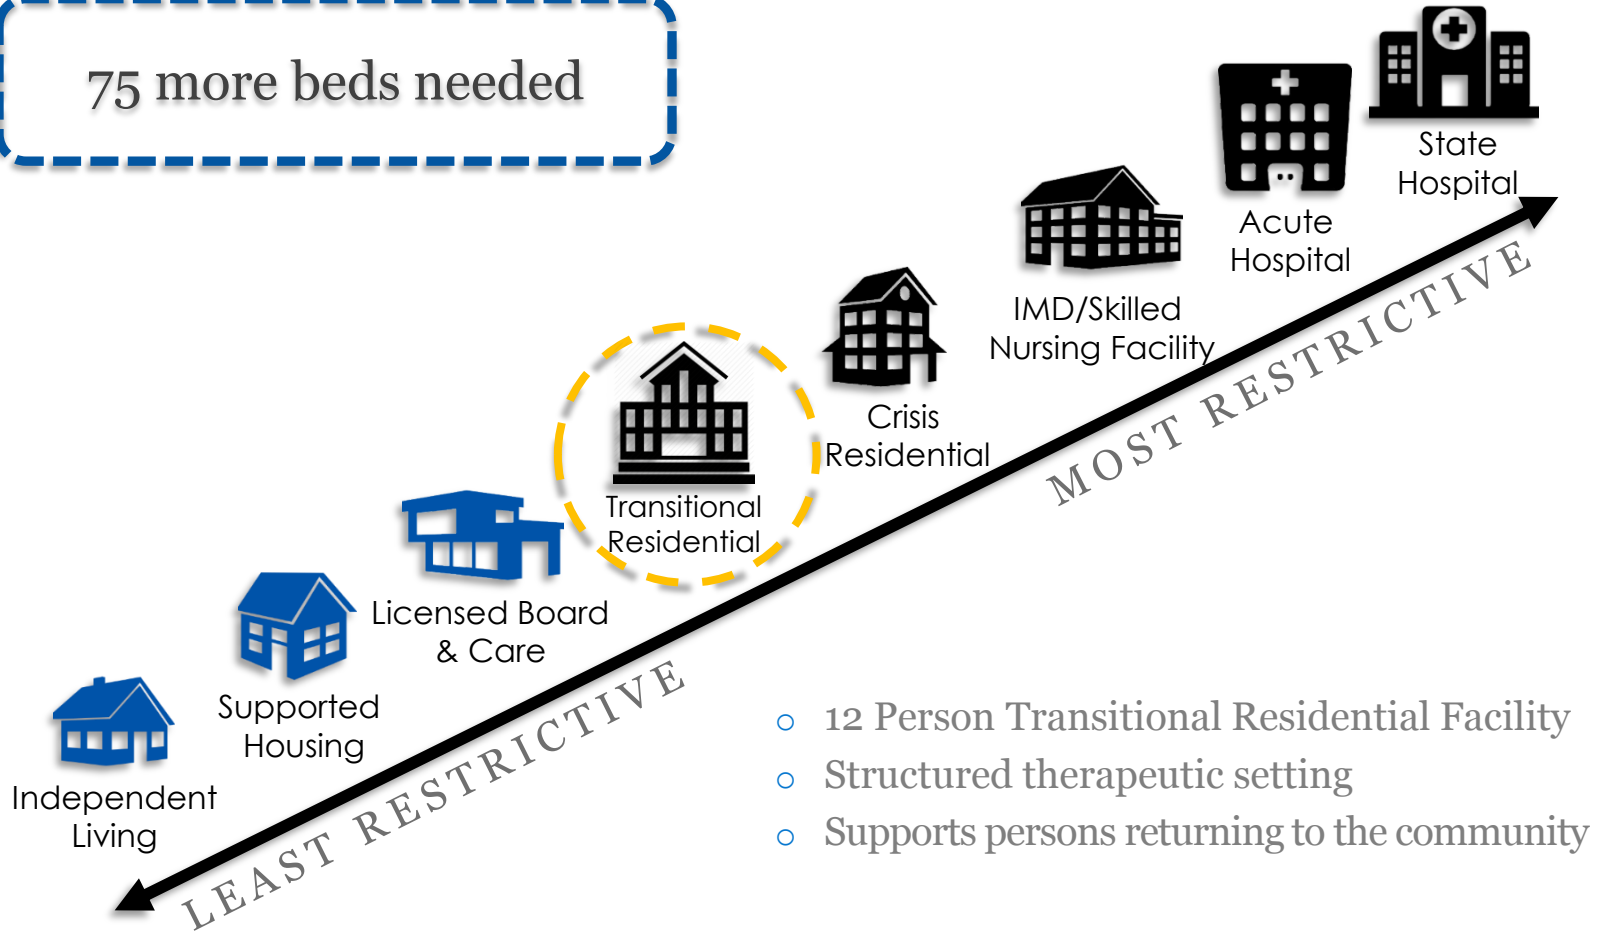 75 more beds needed
State
Hospital
Acute
Hospital
IMD/Skilled
Nursing Facility
Crisis
Residential
Transitional
Residential
Licensed Board
& Care
Supported
Housing
Independent
Living
LEAST RESTRICTIVE
MOST RESTRICTIVE
o 12 Person Transitional Residential Facility
o Structured therapeutic setting
o Supports persons returning to the community